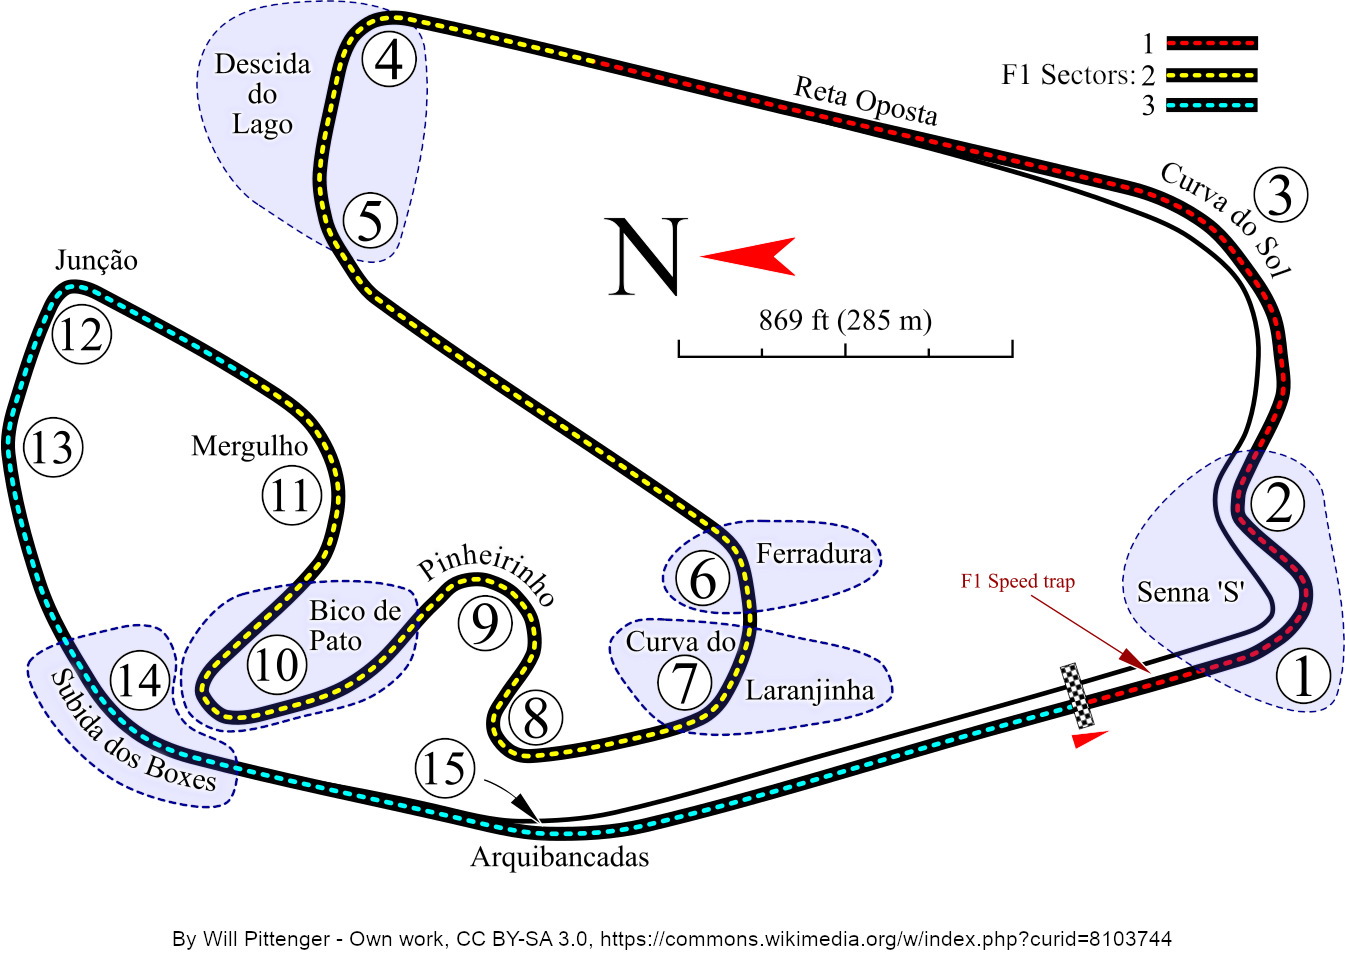 Descida
do
Lago
4
5
Reta Oposta
1
F1 Sectors: 2
3
Curva do Sol
3
N
869 ft (285 m)
Junção
12
13
Mergulho
11
Pinheirinho
9
Bico de
Pato
10
8
Ferradura
6
Curva do
7
Laranjinha
F1 Speed trap
2
Senna 'S'
1
14
Subida dos Boxes
15
Arquibancadas
By Will Pittenger - Own work, CC BY-SA 3.0, https://commons.wikimedia.org/w/index.php?curid=8103744